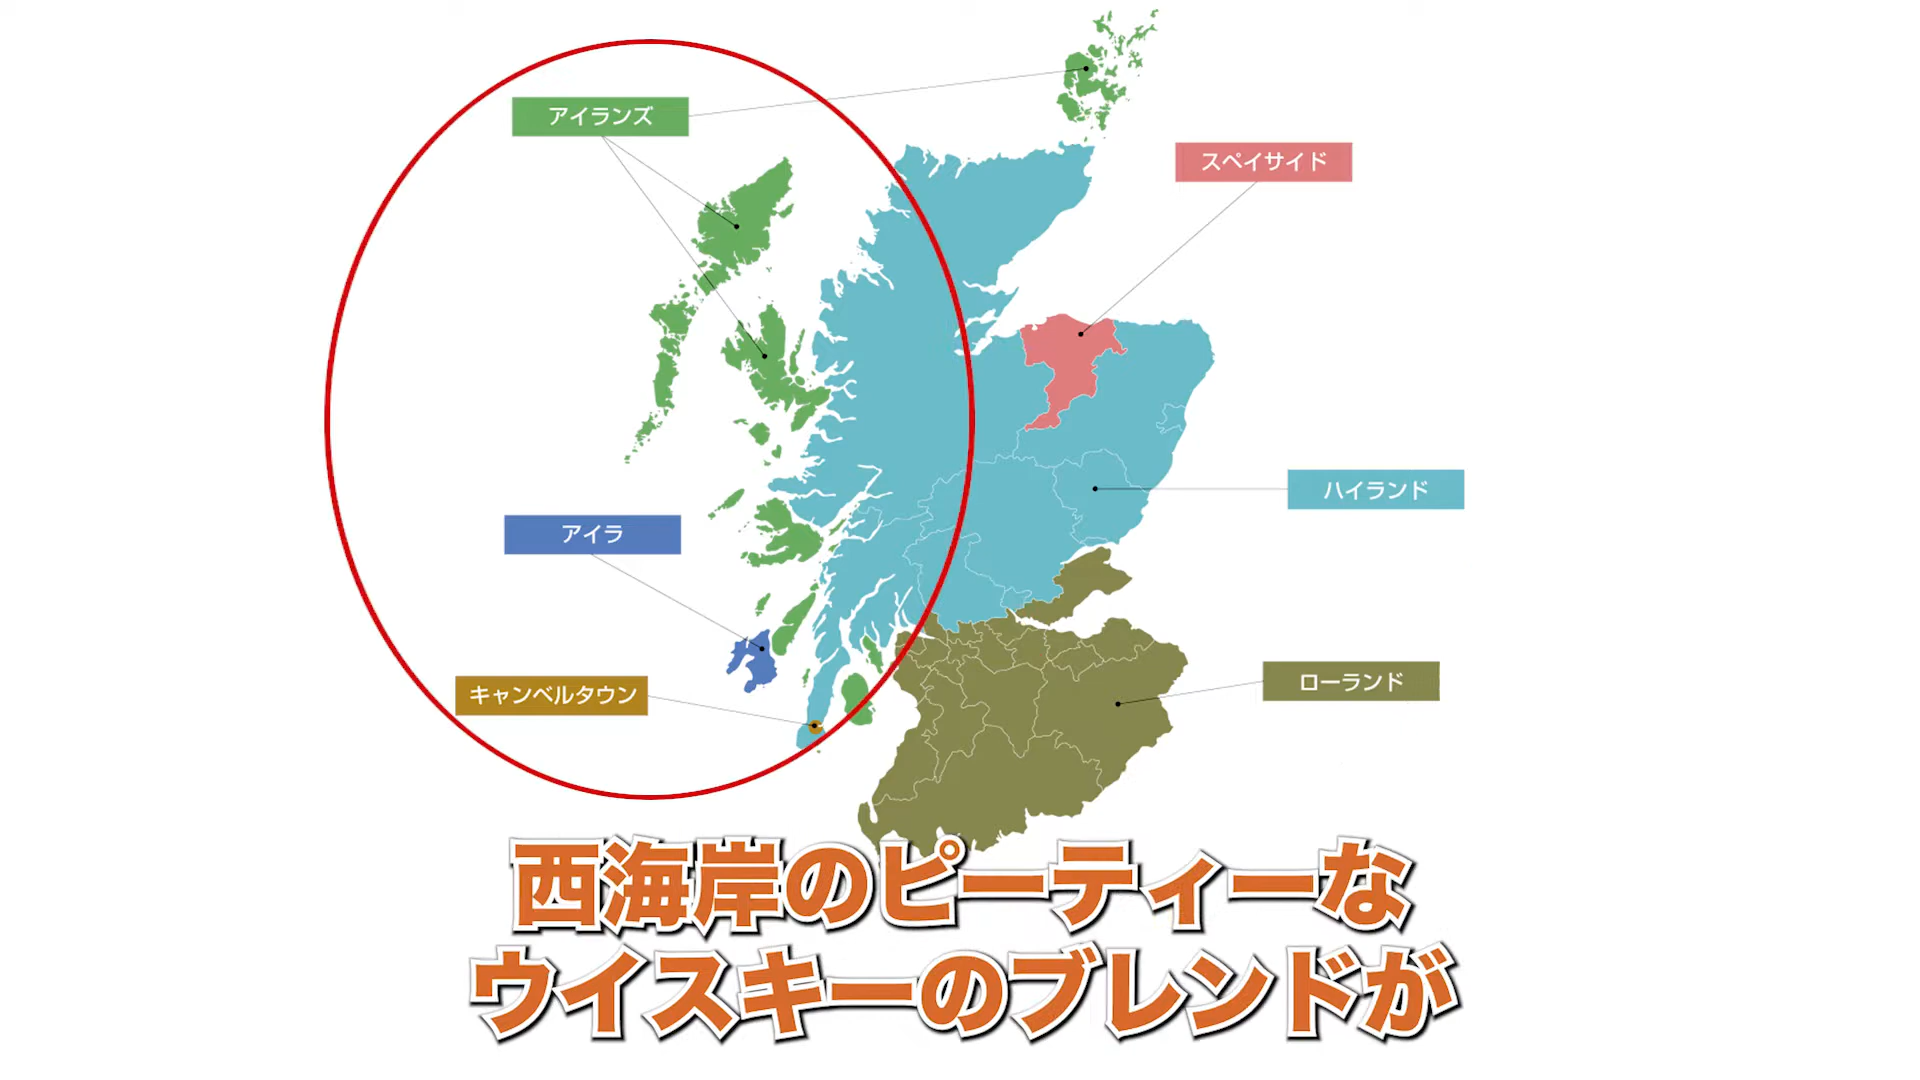 アイランズ
スペイサイド
ハイランド
アイラ
ローランド
キャンベルタウン
西海岸のピーティーな
ウイスキーのブレンドが